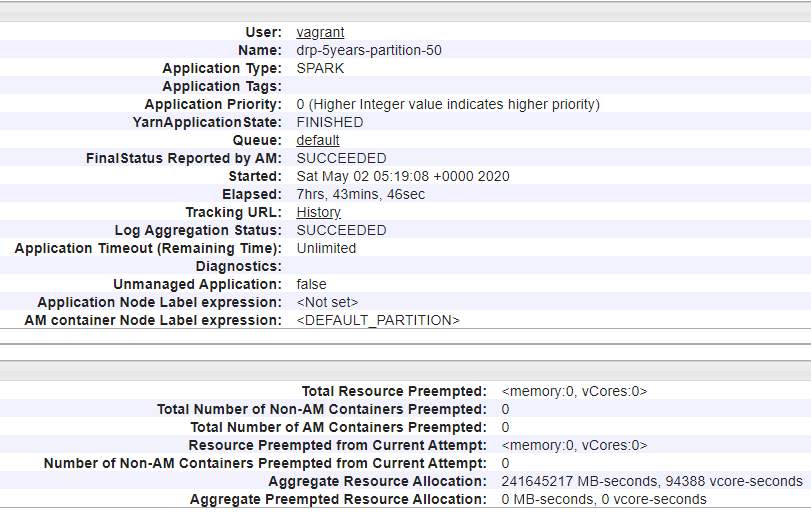 User: vagrant
Name: drp-5years-partition-50
Application Type: SPARK
Application Tags:
Application Priority: 0 (Higher Integer value indicates higher priority)
YarnApplicationState: FINISHED
Queue: default
FinalStatus Reported by AM: SUCCEEDED
Started: Sat May 02 05:19:08 +0000 2020
Elapsed: 7hrs, 43mins, 46sec
Tracking URL: History
Log Aggregation Status: SUCCEEDED
Application Timeout (Remaining Time): Unlimited
Diagnostics:
Unmanaged Application: false
Application Node Label expression: <Not set>
AM container Node Label expression: <DEFAULT_PARTITION>
Total Resource Preempted: <memory:0, vCores:0>
Total Number of Non-AM Containers Preempted: 0
Total Number of AM Containers Preempted: 0
Resource Preempted from Current Attempt: <memory:0, vCores:0>
Number of Non-AM Containers Preempted from Current Attempt: 0
Aggregate Resource Allocation: 241645217 MB-seconds, 94388 vcore-seconds
Aggregate Preempted Resource Allocation: 0 MB-seconds, 0 vcore-seconds